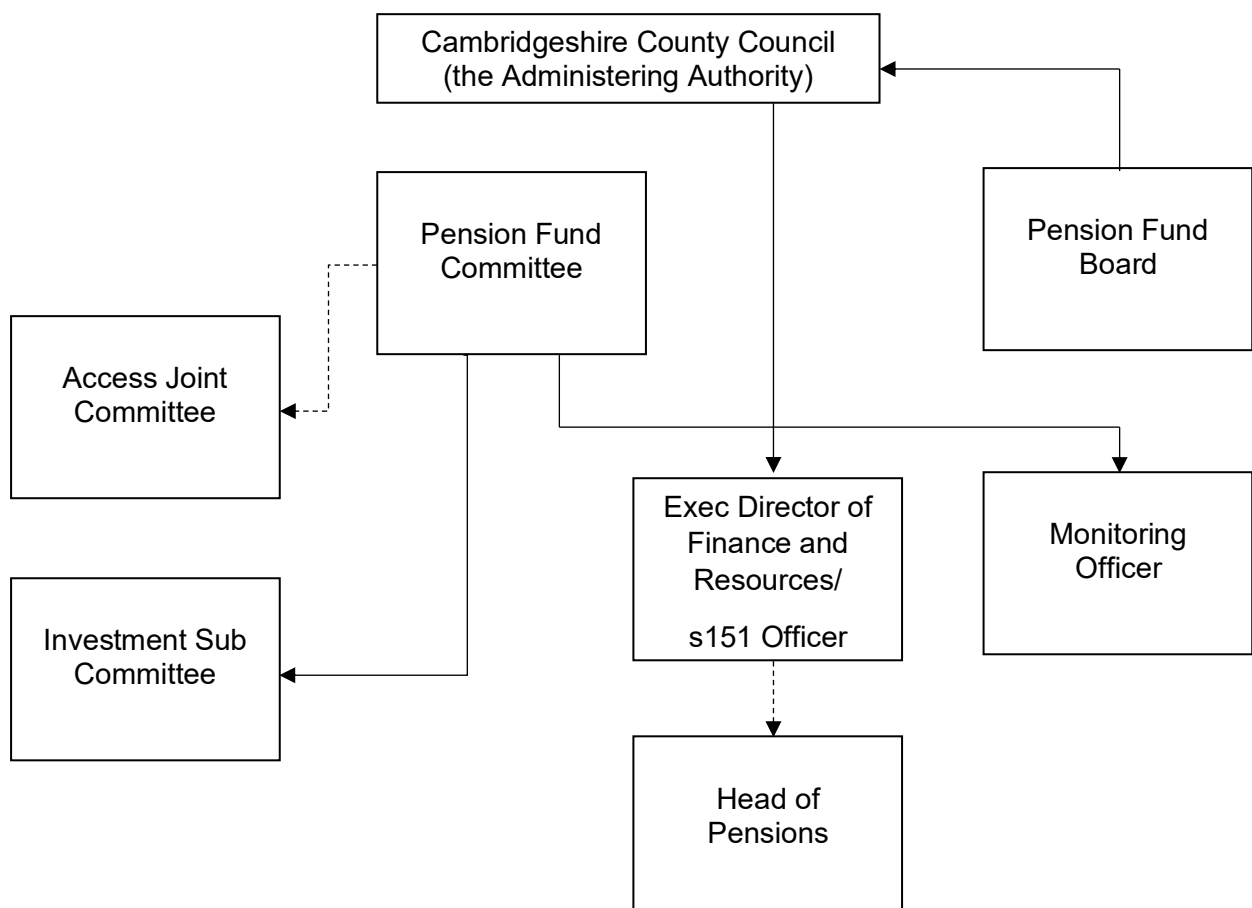 Cambridgeshire County Council
(the Administering Authority)
Pension Fund
Committee
Pension Fund
Board
Access Joint
Committee
Exec Director of
Finance and
Resources/
s151 Officer
Monitoring
Officer
Investment Sub
Committee
Head of
Pensions